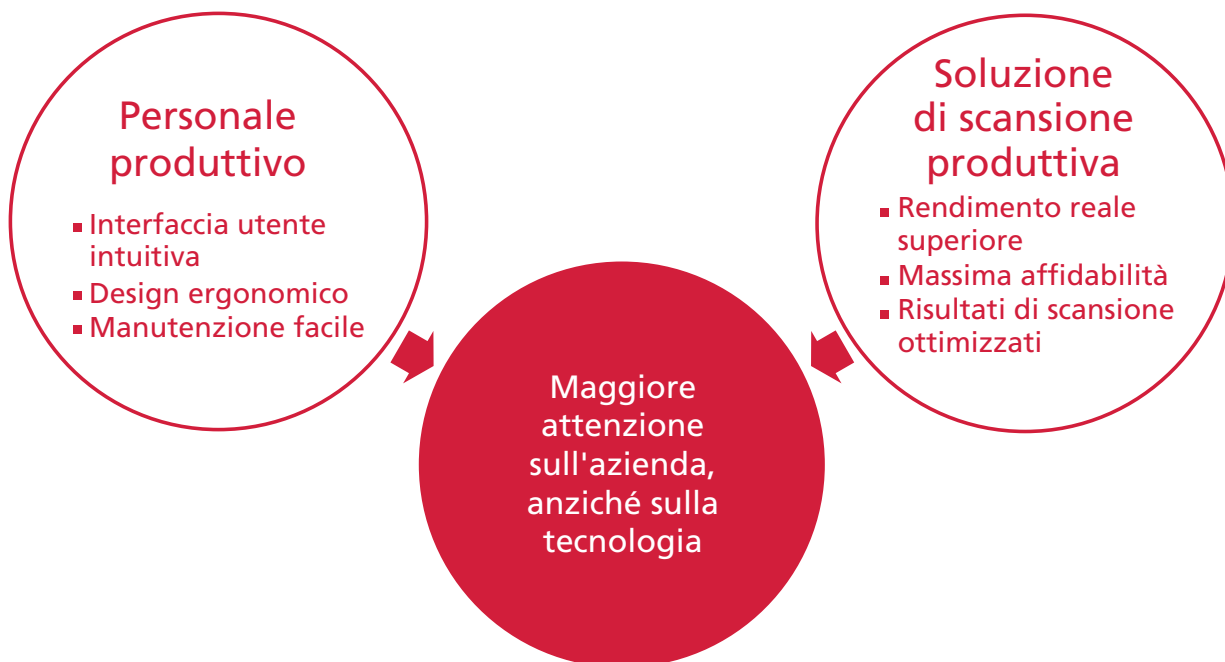 Personale
produttivo
▪ Interfaccia utente
intuitiva
▪ Design ergonomico
▪ Manutenzione facile
Soluzione
di scansione
produttiva
▪ Rendimento reale
superiore
▪ Massima affidabilità
▪ Risultati di scansione
ottimizzati
Maggiore
attenzione
sull'azienda,
anziché sulla
tecnologia